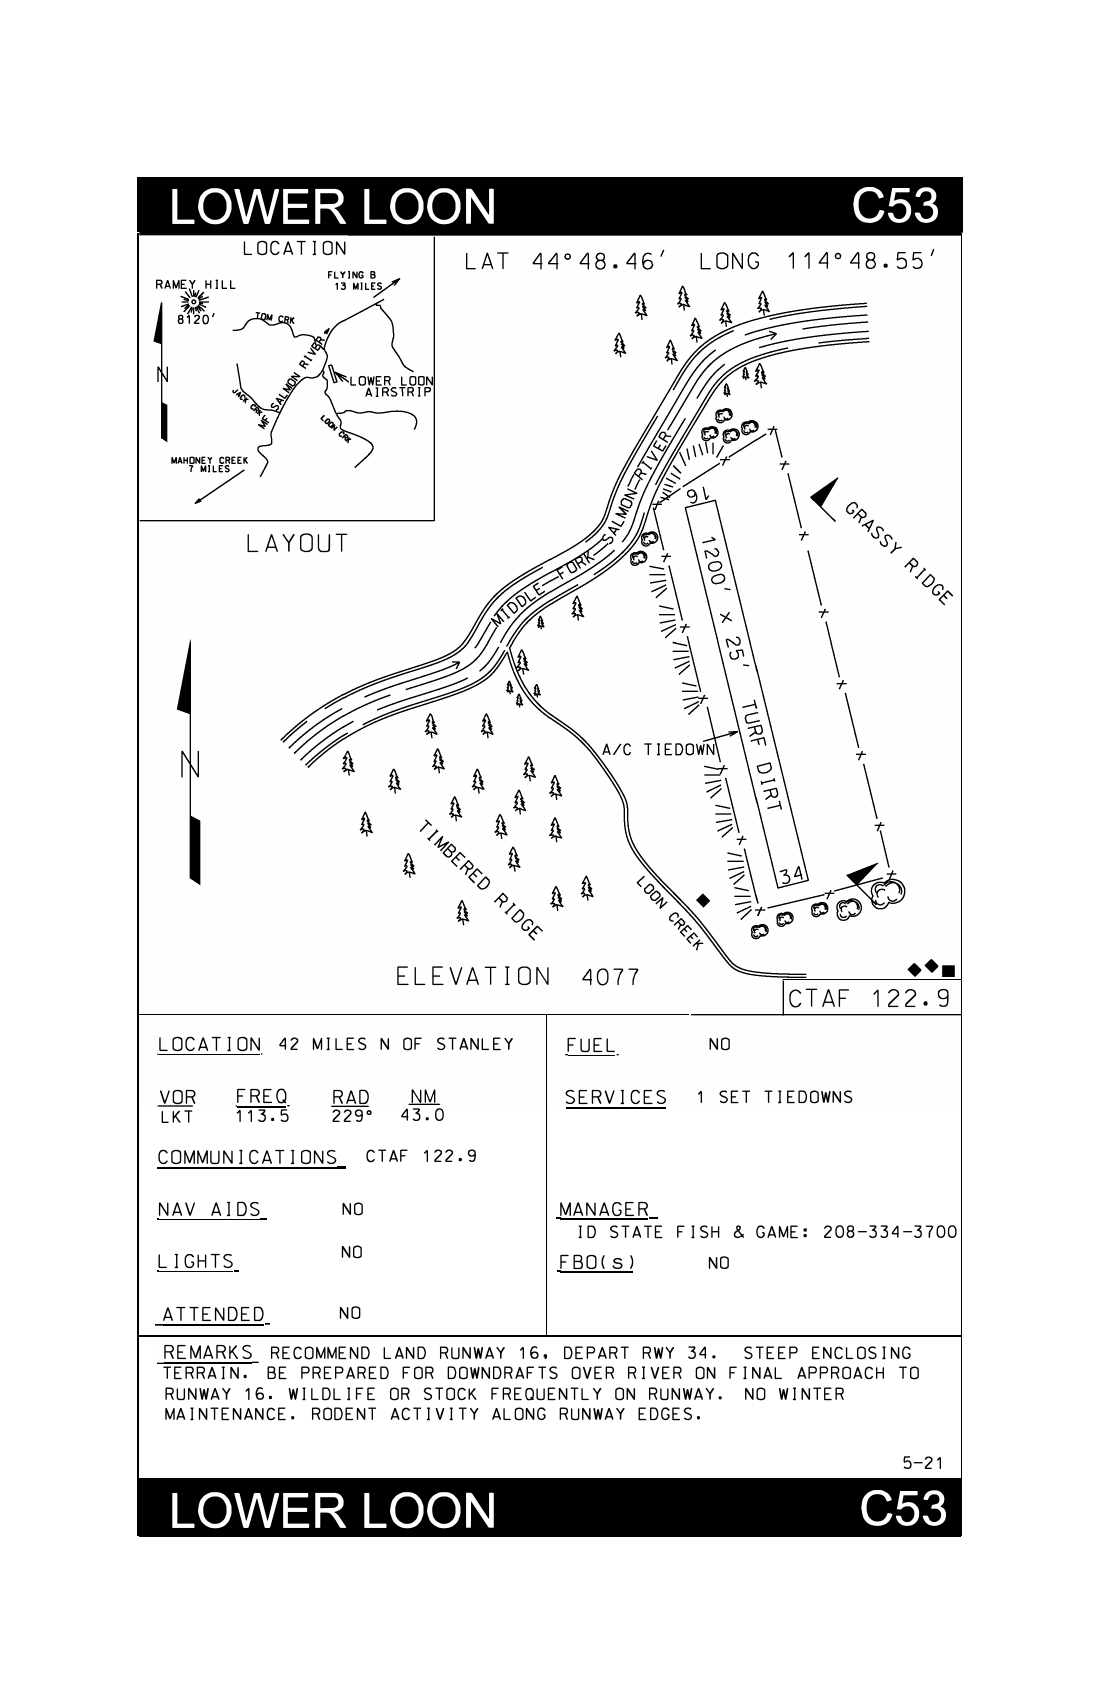 LOWER LOON C53
LOCATION
LAT 44°48.46' LONG 114°48.55'
FLYING B
13 MILES
RAMEY HILL
8120'
TOM CRK
N
MF SALMON RIVER
LOWER LOON
AIRSTRIP
JACK CRK
LOON CRK
MAHONEY CREEK
7 MILES
LAYOUT
MIDDLE FORK SALMON RIVER
16
GRASSY RIDGE
1200' X 25' TURF DIRT
A/C TIEDOWN
N
TIMBERED RIDGE
34
LOON CREEK
ELEVATION 4077
CTAF 122.9
LOCATION 42 MILES N OF STANLEY
VOR FREQ RAD NM
LKT 113.5 229° 43.0
COMMUNICATIONS CTAF 122.9
NAV AIDS NO
LIGHTS NO
ATTENDED NO
FUEL NO
SERVICES 1 SET TIEDOWNS
MANAGER
ID STATE FISH & GAME: 208-334-3700
FBO(s) NO
REMARKS RECOMMEND LAND RUNWAY 16, DEPART RWY 34. STEEP ENCLOSING
TERRAIN. BE PREPARED FOR DOWNDRAFTS OVER RIVER ON FINAL APPROACH TO
RUNWAY 16. WILDLIFE OR STOCK FREQUENTLY ON RUNWAY. NO WINTER
MAINTENANCE. RODENT ACTIVITY ALONG RUNWAY EDGES.
5-21
LOWER LOON C53